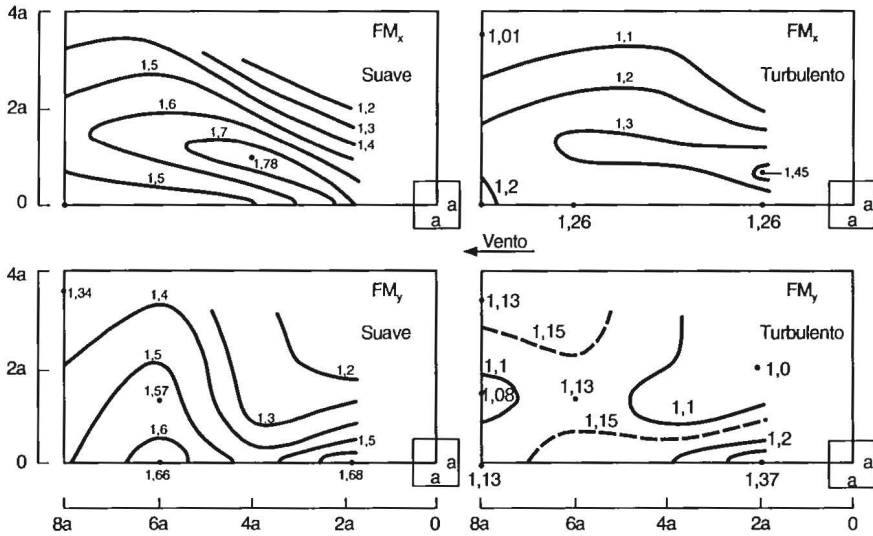 4a
2a
0
FMx
Suave
1,5
1,6
1,7
1,78
1,5
1,2
1,3
1,4
a
a
FMx
Turbulento
1,01
1,1
1,2
1,3
1,45
1,2
1,26
1,26
a
a
Vento
4a
2a
0
FMy
Suave
1,34
1,4
1,5
1,57
1,6
1,66
1,3
1,2
1,5
1,68
a
a
FMy
Turbulento
1,13
1,15
1,1
1,08
1,13
1,15
1,1
1,0
1,2
1,13
1,37
a
a
8a 6a 4a 2a 0
8a 6a 4a 2a 0